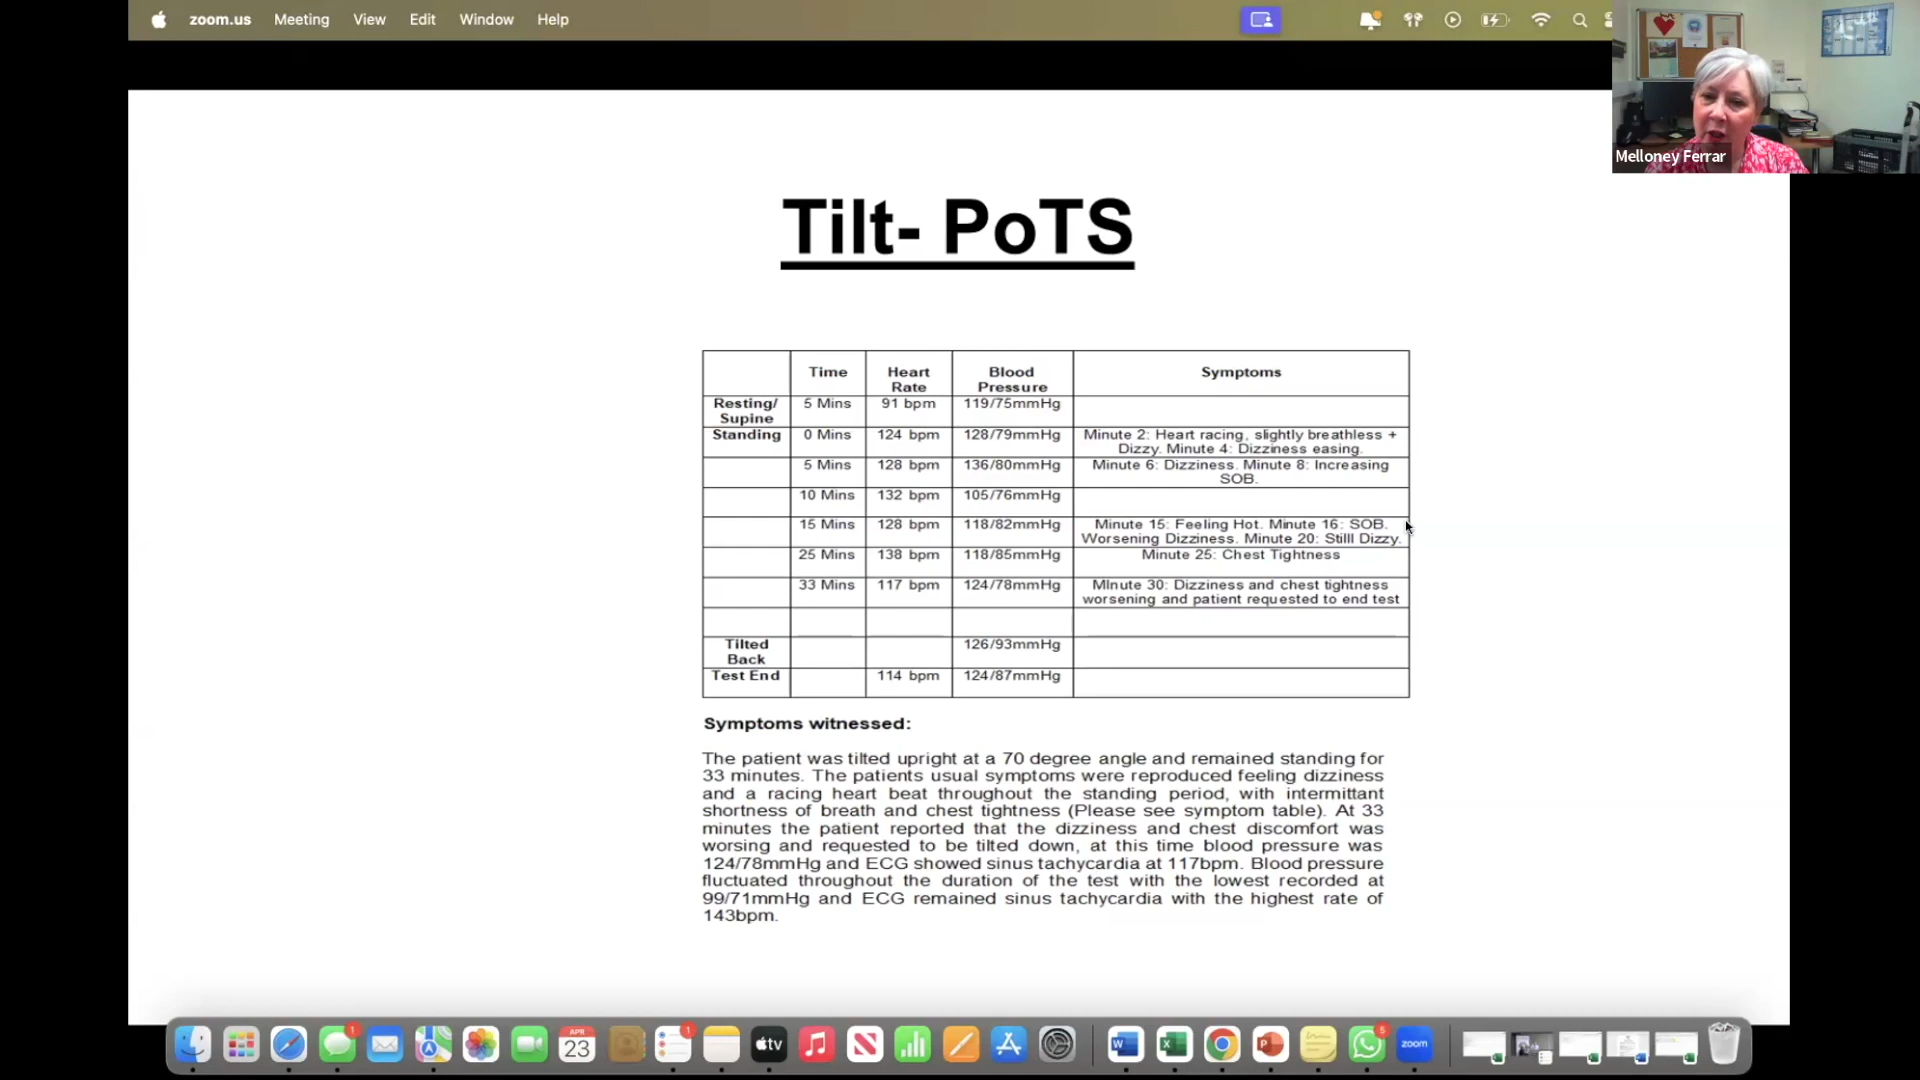 zoom.us Meeting View Edit Window Help
Melloney Ferrar
Tilt- PoTS
Time Heart Rate Blood Pressure Symptoms
Resting/ Supine 5 Mins 91 bpm 119/75mmHg
Standing 0 Mins 124 bpm 128/79mmHg Minute 2: Heart racing, slightly breathless + Dizzy. Minute 4: Dizziness easing.
5 Mins 128 bpm 136/80mmHg Minute 6: Dizziness. Minute 8: Increasing SOB.
10 Mins 132 bpm 105/76mmHg
15 Mins 128 bpm 118/82mmHg Minute 15: Feeling Hot. Minute 16: SOB. Worsening Dizziness. Minute 20: Stilll Dizzy.
25 Mins 138 bpm 118/85mmHg Minute 25: Chest Tightness
33 Mins 117 bpm 124/78mmHg MInute 30: Dizziness and chest tightness worsening and patient requested to end test
Tilted Back 126/93mmHg
Test End 114 bpm 124/87mmHg
Symptoms witnessed:
The patient was tilted upright at a 70 degree angle and remained standing for
33 minutes. The patients usual symptoms were reproduced feeling dizziness
and a racing heart beat throughout the standing period, with intermittant
shortness of breath and chest tightness (Please see symptom table). At 33
minutes the patient reported that the dizziness and chest discomfort was
worsing and requested to be tilted down, at this time blood pressure was
124/78mmHg and ECG showed sinus tachycardia at 117bpm. Blood pressure
fluctuated throughout the duration of the test with the lowest recorded at
99/71mmHg and ECG remained sinus tachycardia with the highest rate of
143bpm.
1 APR 23 1 tv 5 zoom